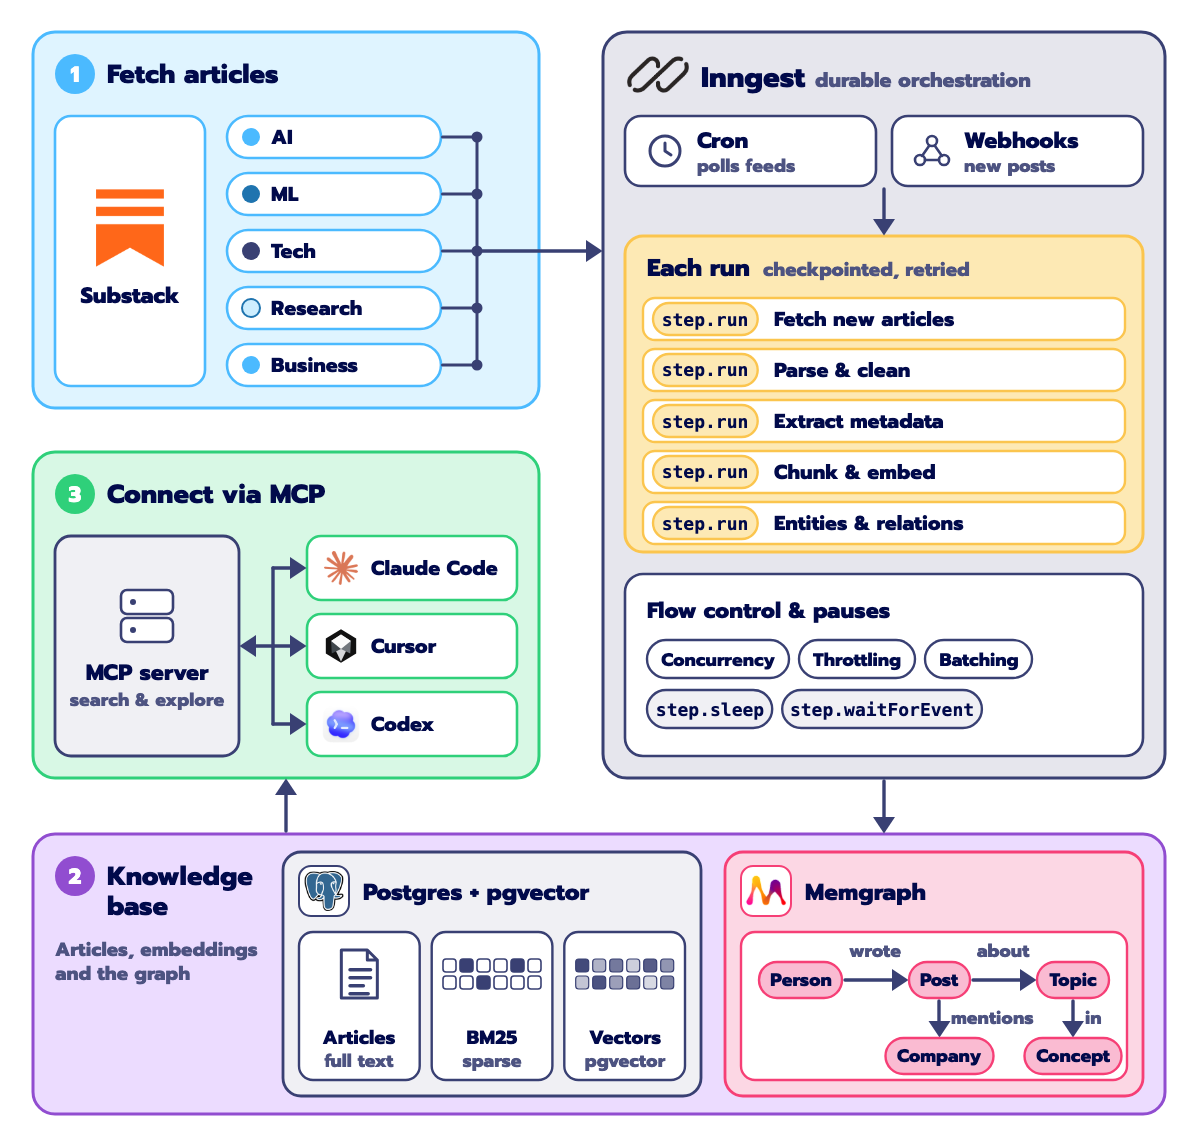 1 Fetch articles
Substack
AI
ML
Tech
Research
Business
Inngest durable orchestration
Cron
polls feeds
Webhooks
new posts
Each run checkpointed, retried
step.run Fetch new articles
step.run Parse & clean
step.run Extract metadata
step.run Chunk & embed
step.run Entities & relations
Flow control & pauses
Concurrency Throttling Batching
step.sleep step.waitForEvent
3 Connect via MCP
MCP server
search & explore
Claude Code
Cursor
Codex
2 Knowledge
base
Articles, embeddings
and the graph
Postgres + pgvector
Articles
full text
BM25
sparse
Vectors
pgvector
Memgraph
wrote about
Person Post Topic
mentions in
Company Concept